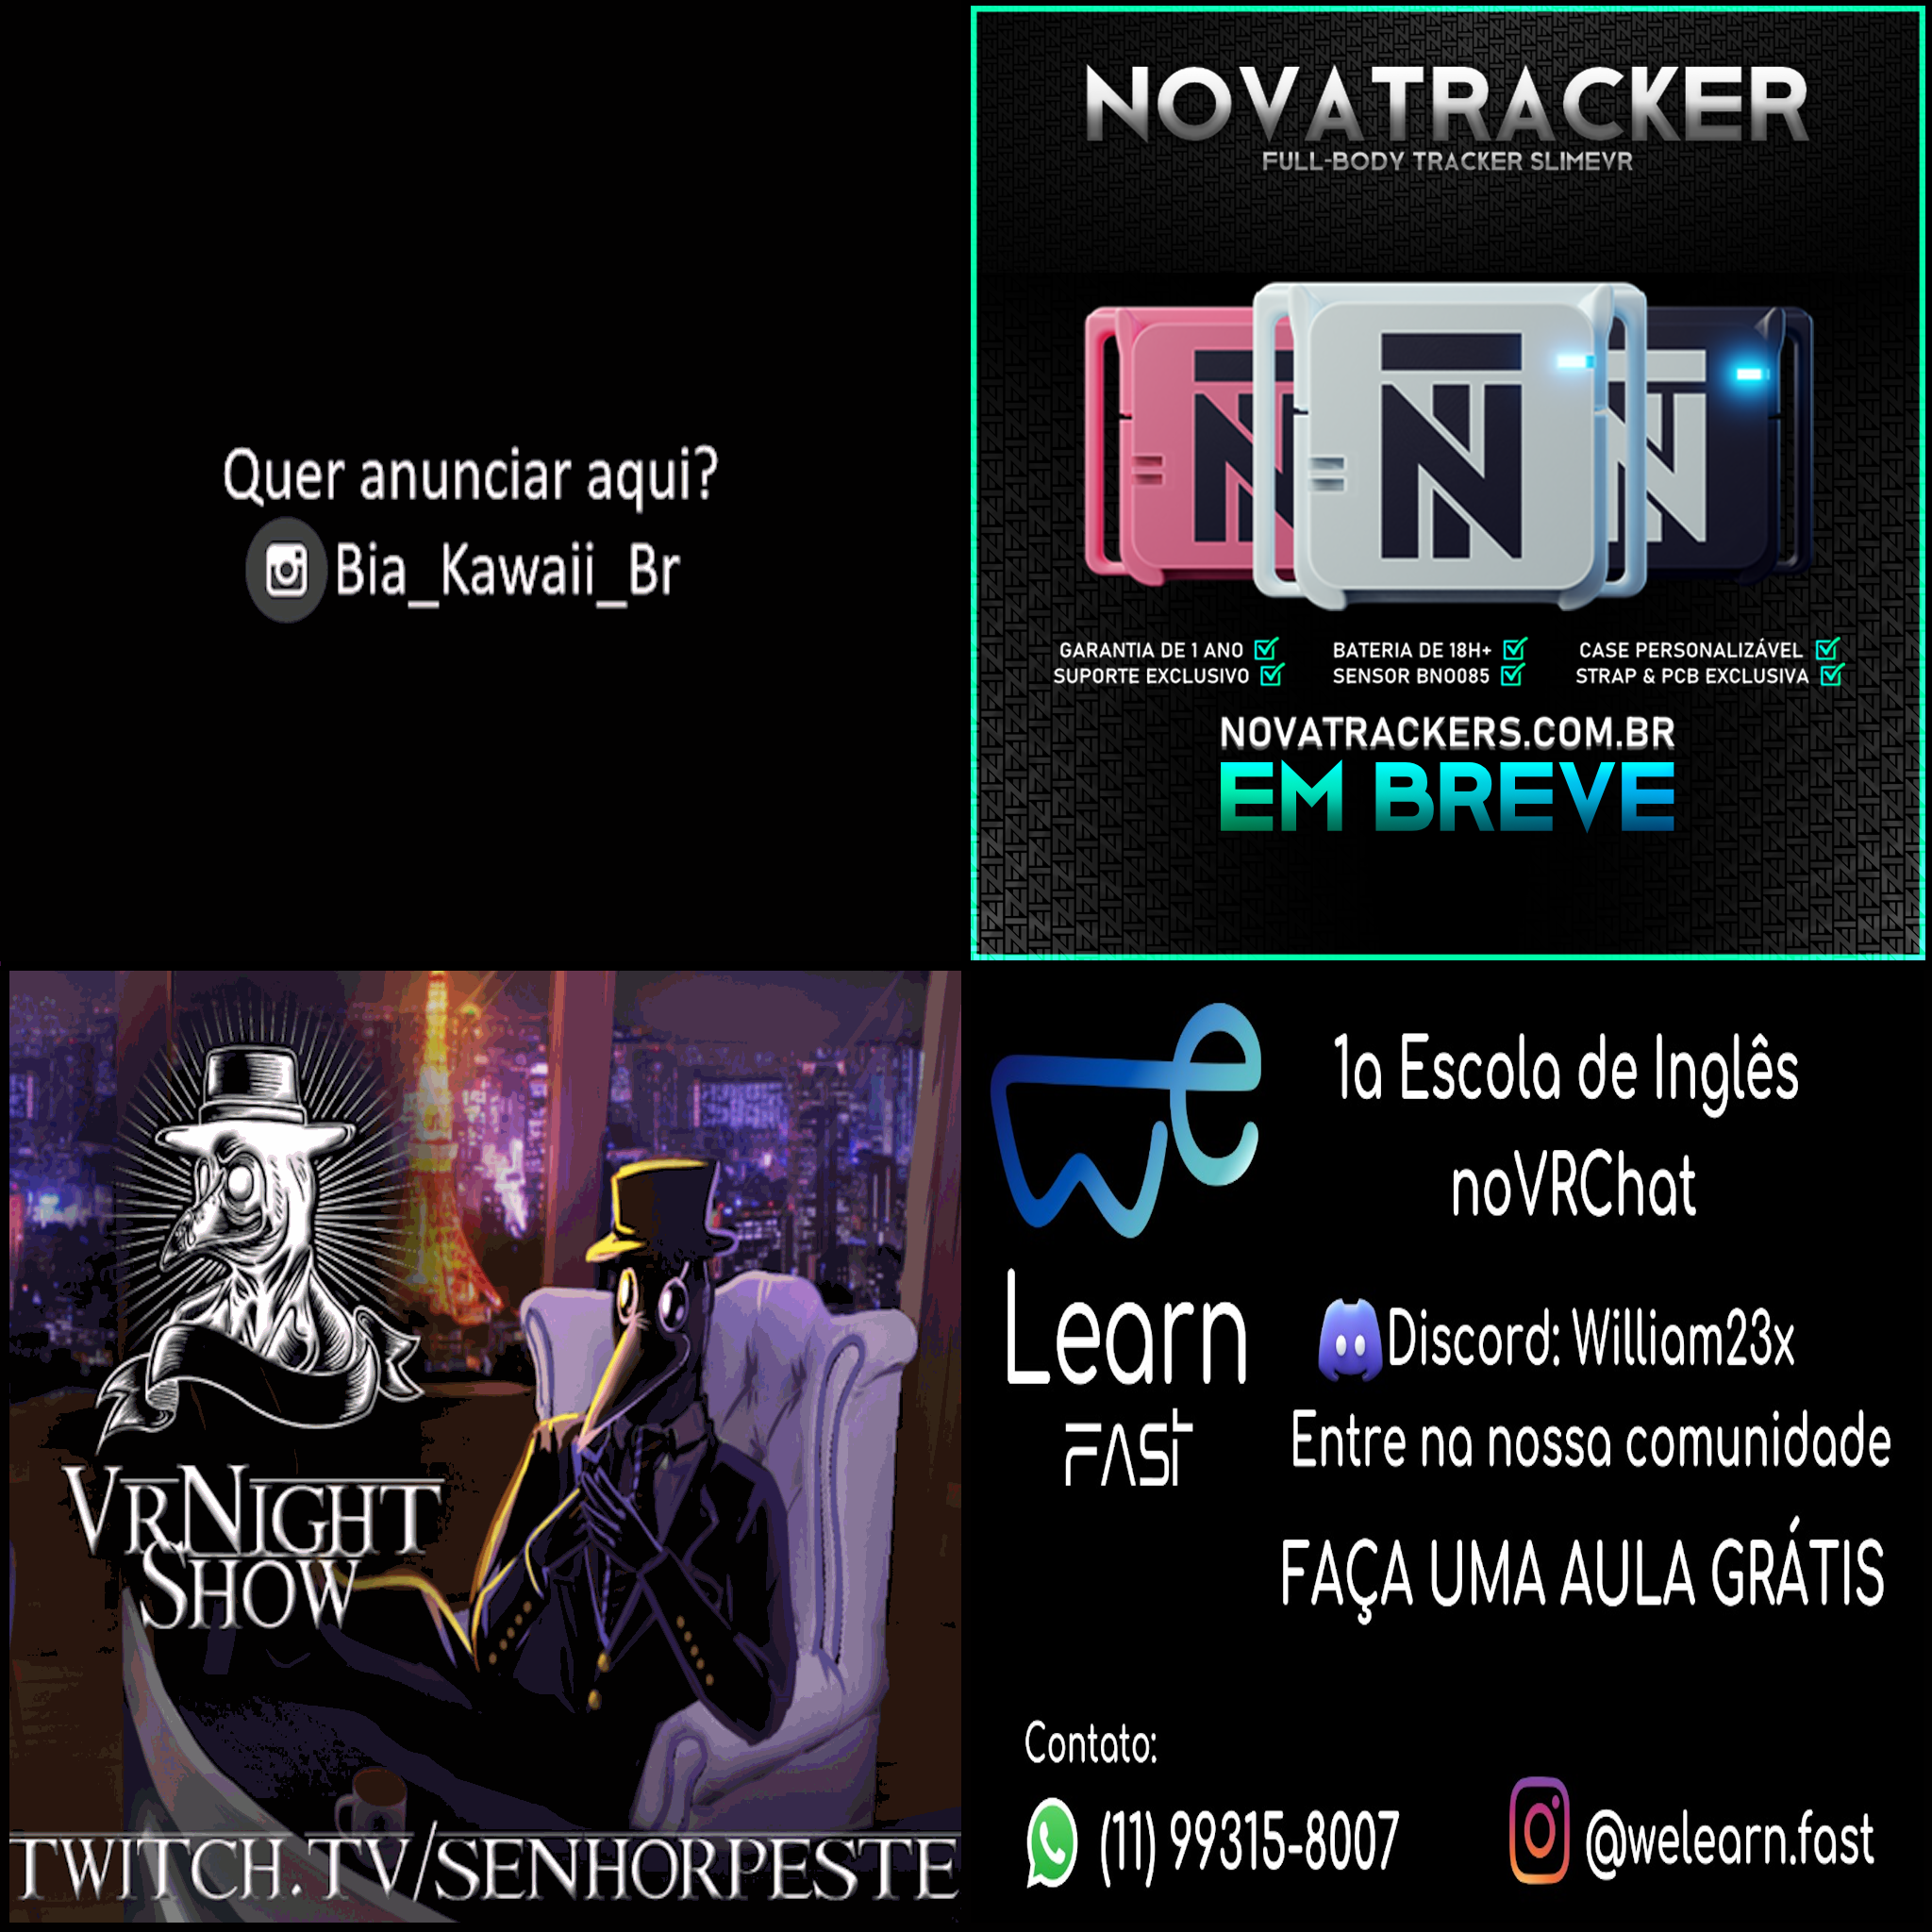 Quer anunciar aqui?
Bia_Kawaii_Br
NOVATRACKER
FULL-BODY TRACKER SLIMEVR
GARANTIA DE 1 ANO
SUPORTE EXCLUSIVO
BATERIA DE 18H+
SENSOR BNO085
CASE PERSONALIZÁVEL
STRAP & PCB EXCLUSIVA
NOVATRACKERS.COM.BR
EM BREVE
VRNIGHT
SHOW
TWITCH.TV/SENHORPESTE
we
Learn
FAST
1a Escola de Inglês
noVRChat
Discord: William23x
Entre na nossa comunidade
FAÇA UMA AULA GRÁTIS
Contato:
(11) 99315-8007
@welearn.fast